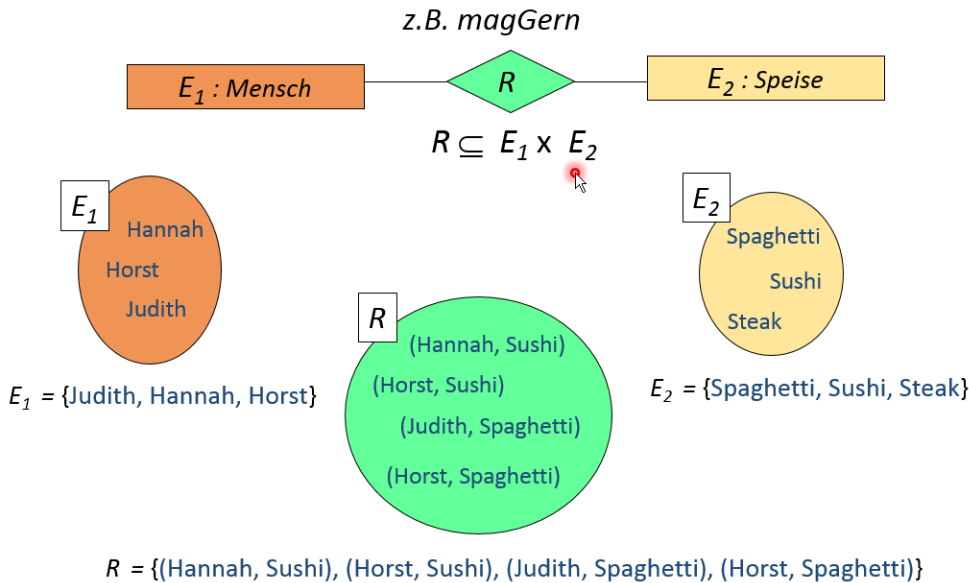 z.B. magGern
E₁ : Mensch
R
E₂ : Speise
R ⊆ E₁ x E₂
E₁
Hannah
Horst
Judith
E₂
Spaghetti
Sushi
Steak
R
(Hannah, Sushi)
(Horst, Sushi)
(Judith, Spaghetti)
(Horst, Spaghetti)
E₁ = {Judith, Hannah, Horst}
E₂ = {Spaghetti, Sushi, Steak}
R = {(Hannah, Sushi), (Horst, Sushi), (Judith, Spaghetti), (Horst, Spaghetti)}